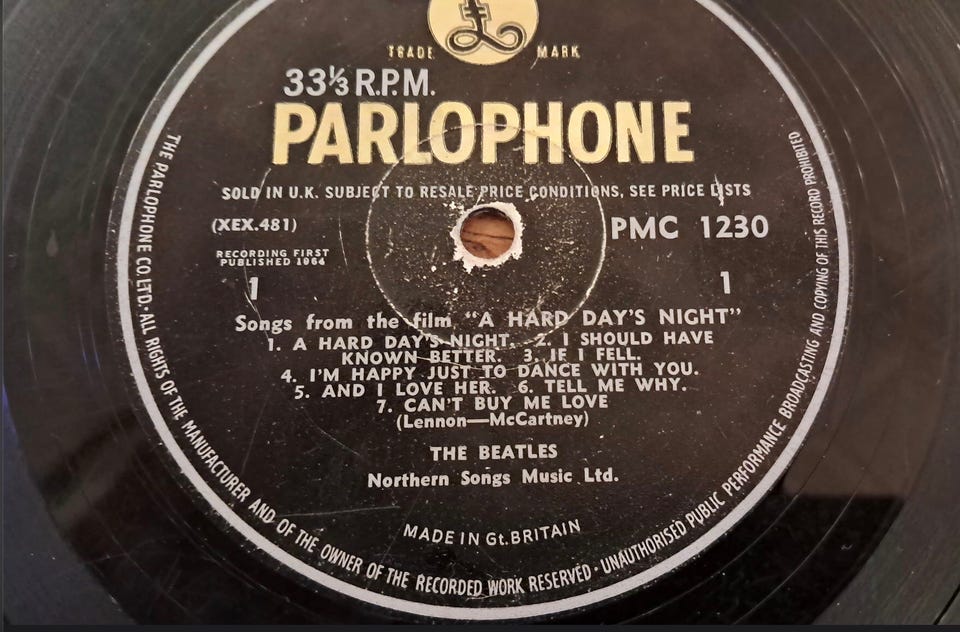 £
TRADE MARK
33⅓ R.P.M.
PARLOPHONE
SOLD IN U.K. SUBJECT TO RESALE PRICE CONDITIONS, SEE PRICE LISTS
(XEX.481) PMC 1230
RECORDING FIRST
PUBLISHED 1964
1 1
Songs from the film "A HARD DAY'S NIGHT"
1. A HARD DAY'S NIGHT. 2. I SHOULD HAVE
KNOWN BETTER. 3. IF I FELL.
4. I'M HAPPY JUST TO DANCE WITH YOU.
5. AND I LOVE HER. 6. TELL ME WHY.
7. CAN'T BUY ME LOVE
(Lennon—McCartney)
THE BEATLES
Northern Songs Music Ltd.
MADE IN Gt. BRITAIN
THE PARLOPHONE CO. LTD. · ALL RIGHTS OF THE MANUFACTURER AND OF THE OWNER OF THE RECORDED WORK RESERVED · UNAUTHORISED PUBLIC PERFORMANCE BROADCASTING AND COPYING OF THIS RECORD PROHIBITED